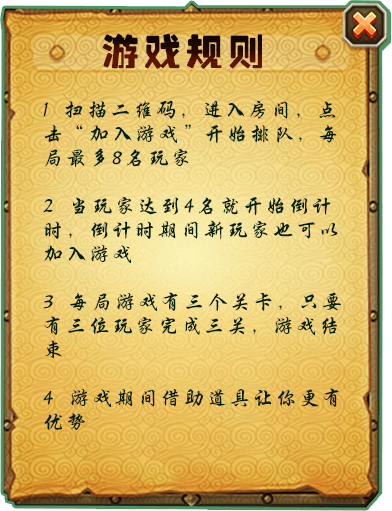 游戏规则
1 扫描二维码，进入房间，点
击“加入游戏”开始排队，每
局最多8名玩家
2 当玩家达到4名就开始倒计
时，倒计时期间新玩家也可以
加入游戏
3 每局游戏有三个关卡，只要
有三位玩家完成三关，游戏结
束
4 游戏期间借助道具让你更有
优势